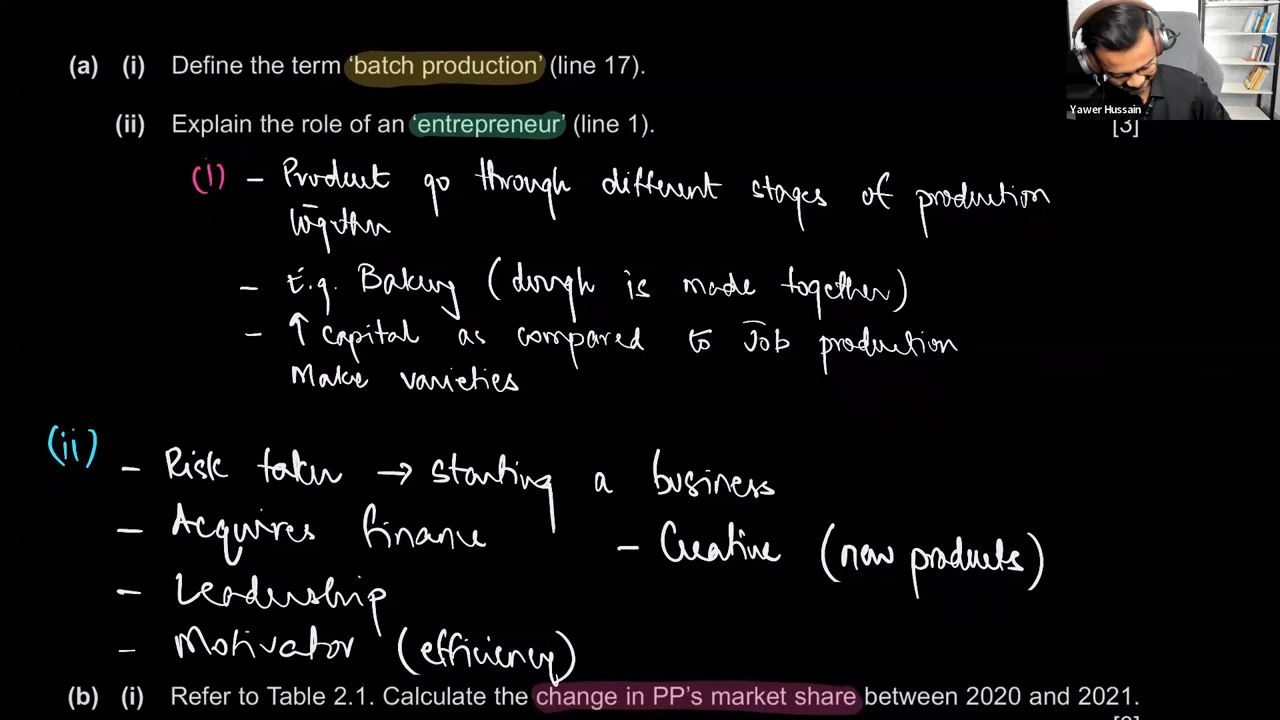 (a) (i) Define the term ‘batch production’ (line 17).
Yawer Hussain
(ii) Explain the role of an ‘entrepreneur’ (line 1).
[3]
(i) – Product go through different stages of production
together
– E.g. Baking (dough is made together)
– ↑ capital as compared to Job production
Make varieties
(ii)
– Risk taker → starting a business
– Acquires finance – Creative (new products)
– Leadership
– Motivator (efficiency)
(b) (i) Refer to Table 2.1. Calculate the change in PP’s market share between 2020 and 2021.